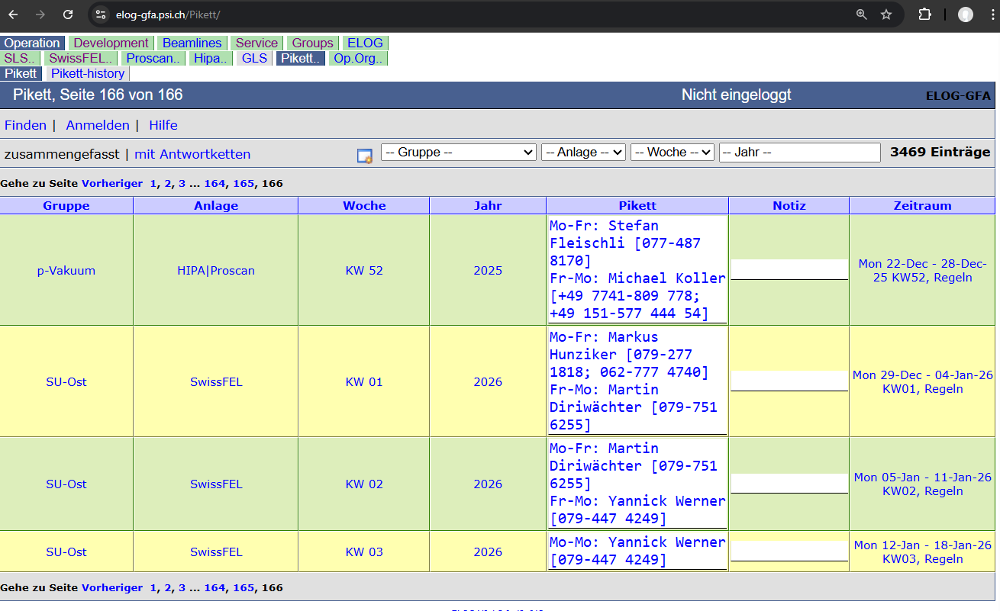 elog-gfa.psi.ch/Pikett/
Operation Development Beamlines Service Groups ELOG
SLS.. SwissFEL.. Proscan.. Hipa.. GLS Pikett.. Op.Org..
Pikett Pikett-history
Pikett, Seite 166 von 166 Nicht eingeloggt ELOG-GFA
Finden | Anmelden | Hilfe
zusammengefasst | mit Antwortketten -- Gruppe -- -- Anlage -- -- Woche -- -- Jahr -- 3469 Einträge
Gehe zu Seite Vorheriger 1, 2, 3 ... 164, 165, 166
Gruppe Anlage Woche Jahr Pikett Notiz Zeitraum
p-Vakuum HIPA|Proscan KW 52 2025
Mo-Fr: Stefan
Fleischli [077-487
8170]
Fr-Mo: Michael Koller
[+49 7741-809 778;
+49 151-577 444 54]
Mon 22-Dec - 28-Dec-
25 KW52, Regeln
SU-Ost SwissFEL KW 01 2026
Mo-Fr: Markus
Hunziker [079-277
1818; 062-777 4740]
Fr-Mo: Martin
Diriwächter [079-751
6255]
Mon 29-Dec - 04-Jan-26
KW01, Regeln
SU-Ost SwissFEL KW 02 2026
Mo-Fr: Martin
Diriwächter [079-751
6255]
Fr-Mo: Yannick Werner
[079-447 4249]
Mon 05-Jan - 11-Jan-26
KW02, Regeln
SU-Ost SwissFEL KW 03 2026
Mo-Mo: Yannick Werner
[079-447 4249]
Mon 12-Jan - 18-Jan-26
KW03, Regeln
Gehe zu Seite Vorheriger 1, 2, 3 ... 164, 165, 166